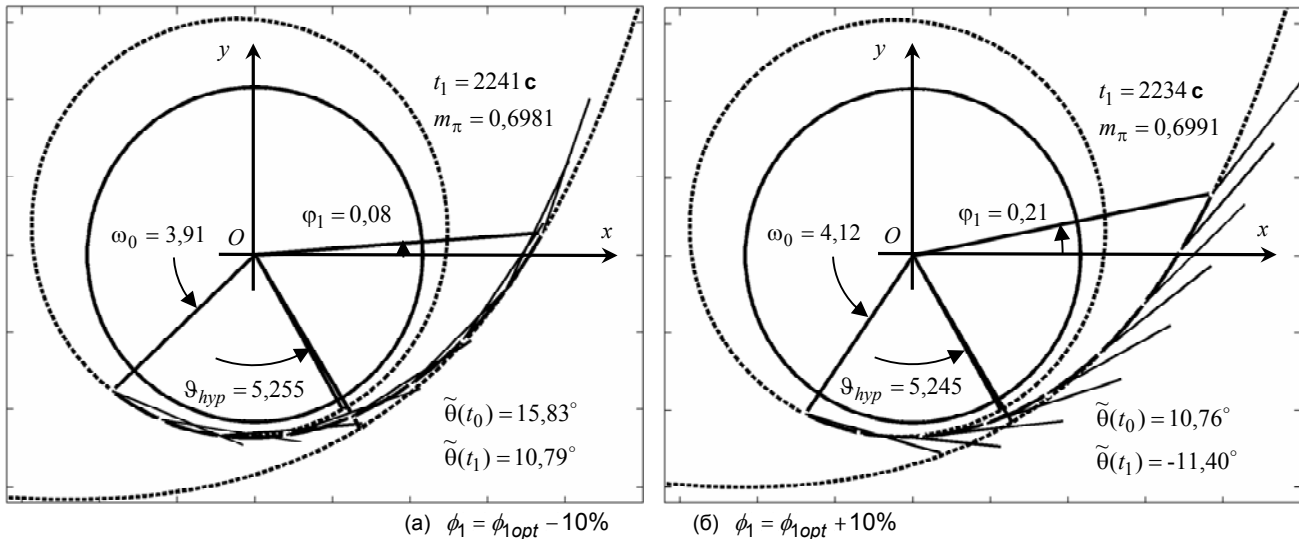 y
t₁ = 2241 с
m_π = 0,6981
φ₁ = 0,08
ω₀ = 3,91
O
x
ϑ_hyp = 5,255
θ̃(t₀) = 15,83°
θ̃(t₁) = 10,79°
(а) ϕ₁ = ϕ₁opt – 10%
y
t₁ = 2234 с
m_π = 0,6991
φ₁ = 0,21
ω₀ = 4,12
O
x
ϑ_hyp = 5,245
θ̃(t₀) = 10,76°
θ̃(t₁) = -11,40°
(б) ϕ₁ = ϕ₁opt + 10%